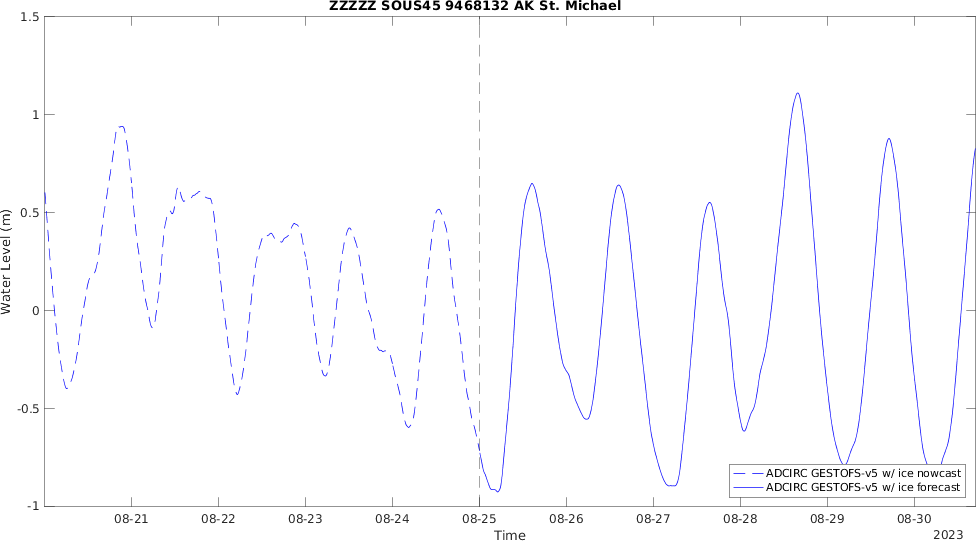 ZZZZZ SOUS45 9468132 AK St. Michael
1.5
1
0.5
0
-0.5
-1
Water Level (m)
08-21 08-22 08-23 08-24 08-25 08-26 08-27 08-28 08-29 08-30
Time
2023
ADCIRC GESTOFS-v5 w/ ice nowcast
ADCIRC GESTOFS-v5 w/ ice forecast